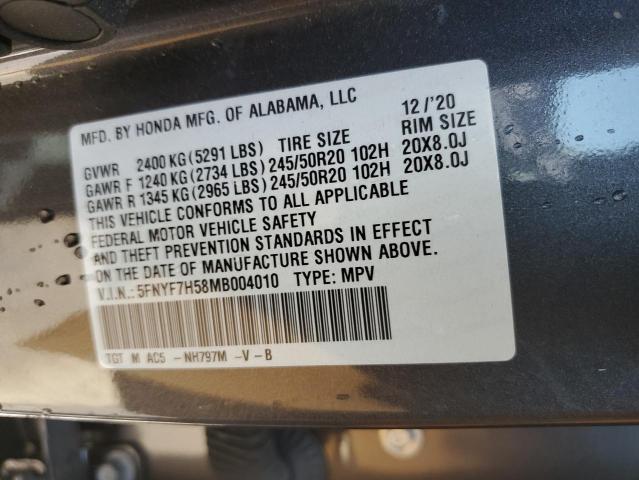 MFD. BY HONDA MFG. OF ALABAMA, LLC 12/'20
GVWR 2400 KG (5291 LBS) TIRE SIZE RIM SIZE
GAWR F 1240 KG (2734 LBS) 245/50R20 102H 20X8.0J
GAWR R 1345 KG (2965 LBS) 245/50R20 102H 20X8.0J
THIS VEHICLE CONFORMS TO ALL APPLICABLE
FEDERAL MOTOR VEHICLE SAFETY
AND THEFT PREVENTION STANDARDS IN EFFECT
ON THE DATE OF MANUFACTURE SHOWN ABOVE.
V.I.N.: 5FNYF7H58MB004010 TYPE: MPV
TGT M AC5 -NH797M -V-B